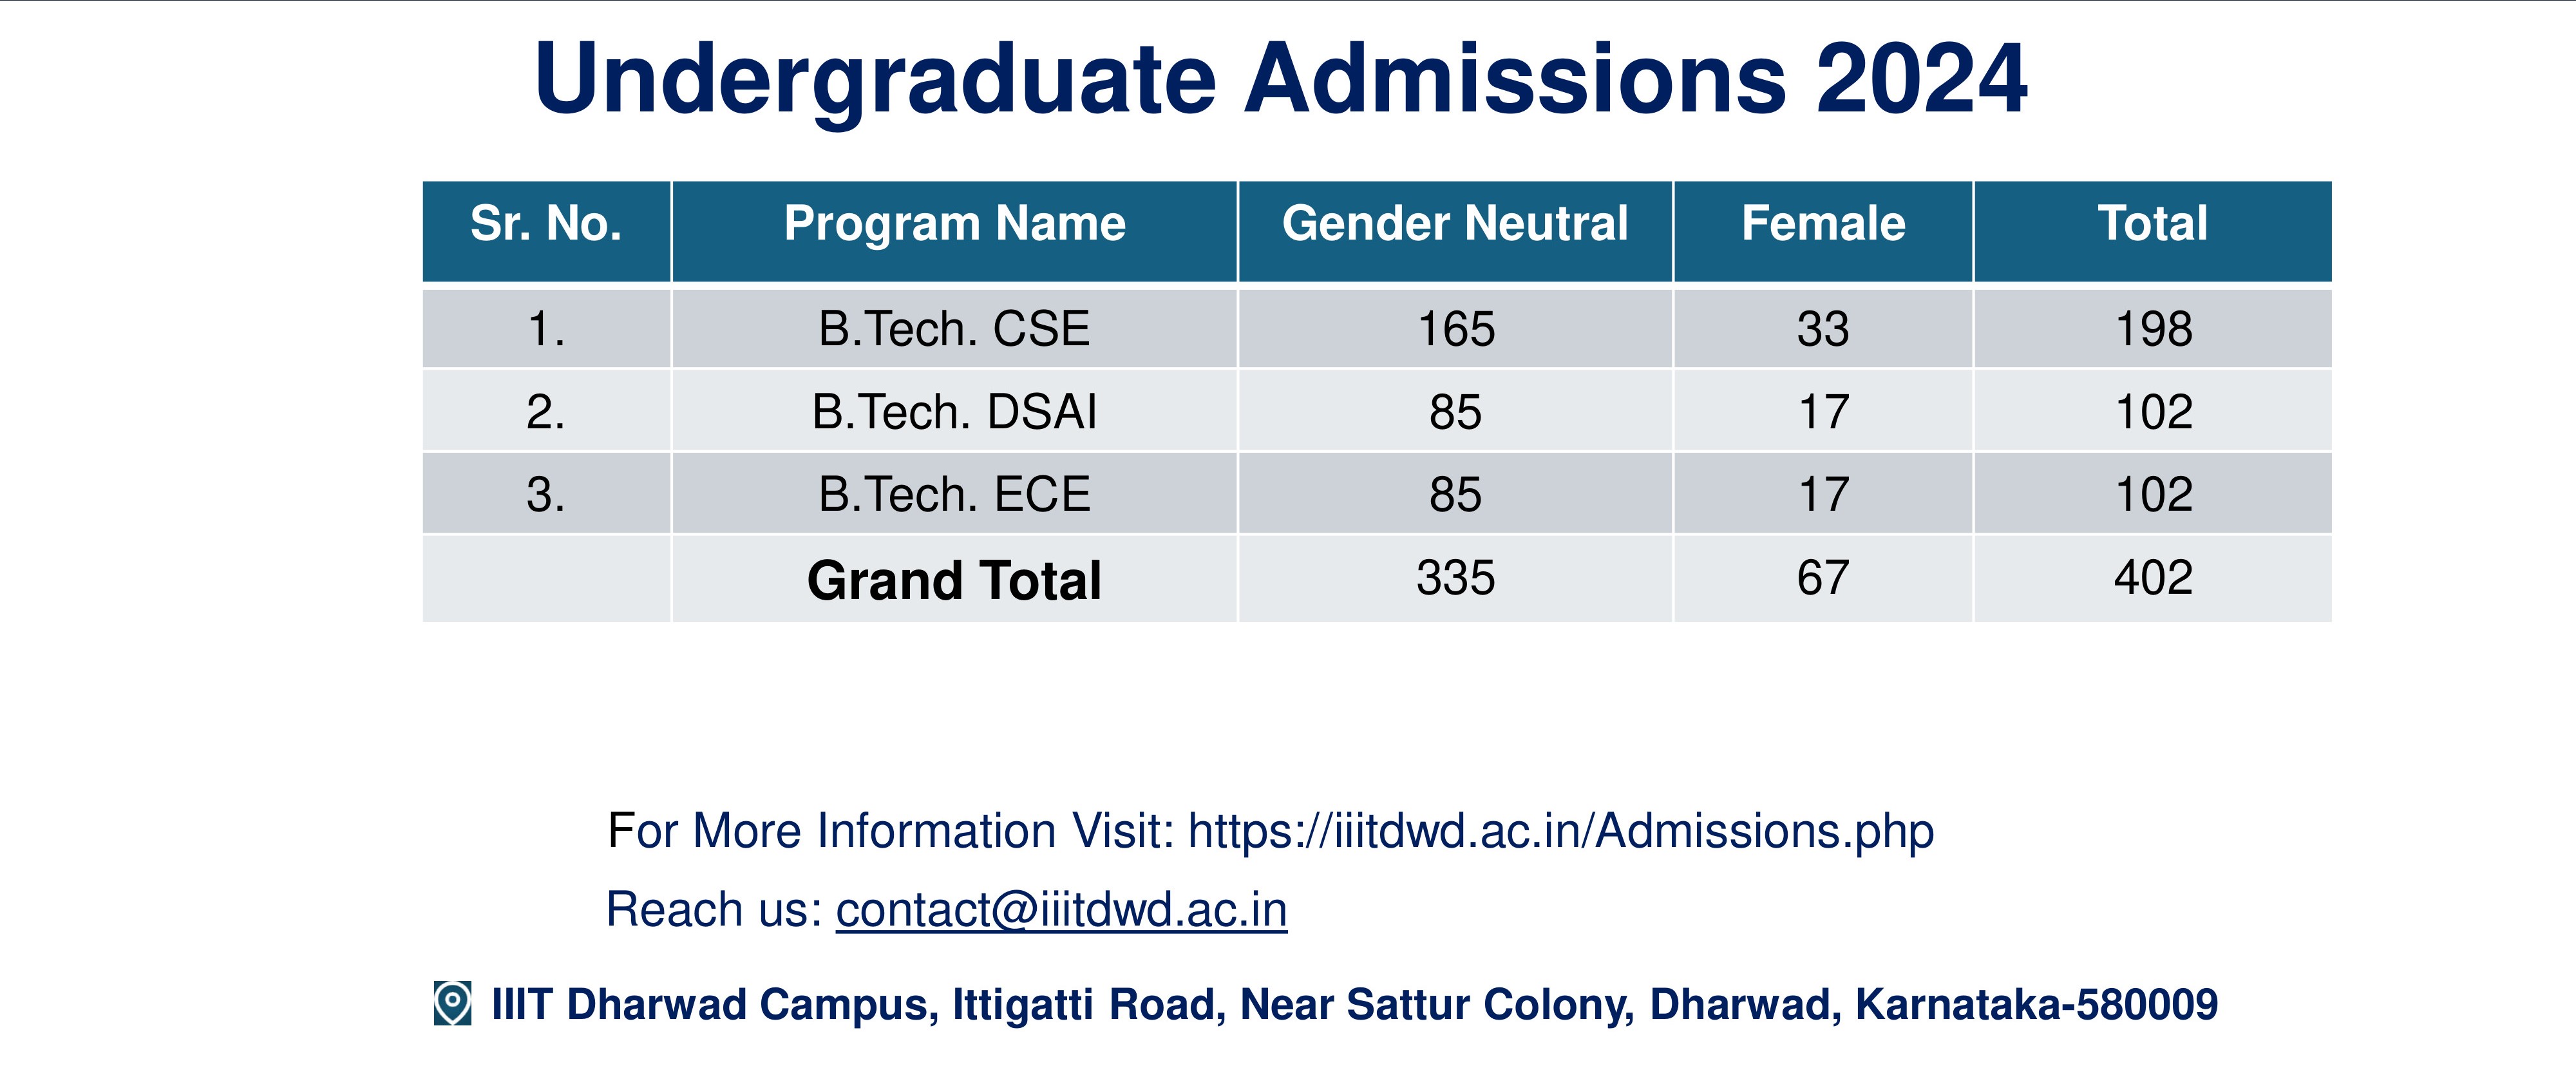 Undergraduate Admissions 2024
Sr. No. Program Name Gender Neutral Female Total
1. B.Tech. CSE 165 33 198
2. B.Tech. DSAI 85 17 102
3. B.Tech. ECE 85 17 102
Grand Total 335 67 402
For More Information Visit: https://iiitdwd.ac.in/Admissions.php
Reach us: contact@iiitdwd.ac.in
IIIT Dharwad Campus, Ittigatti Road, Near Sattur Colony, Dharwad, Karnataka-580009